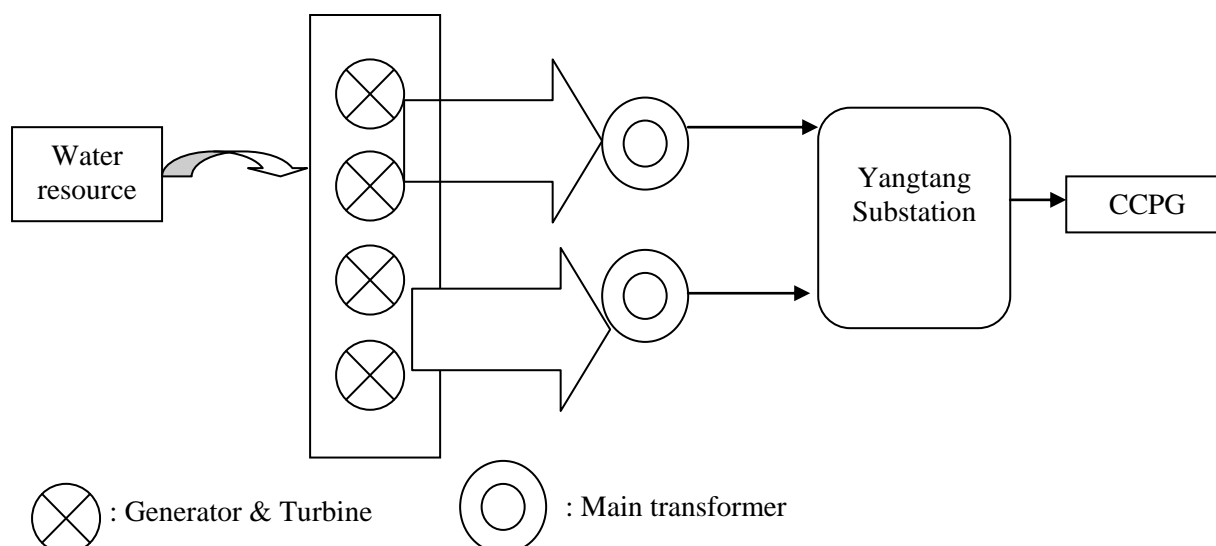 Water
resource
Yangtang
Substation
CCPG
: Generator & Turbine
: Main transformer